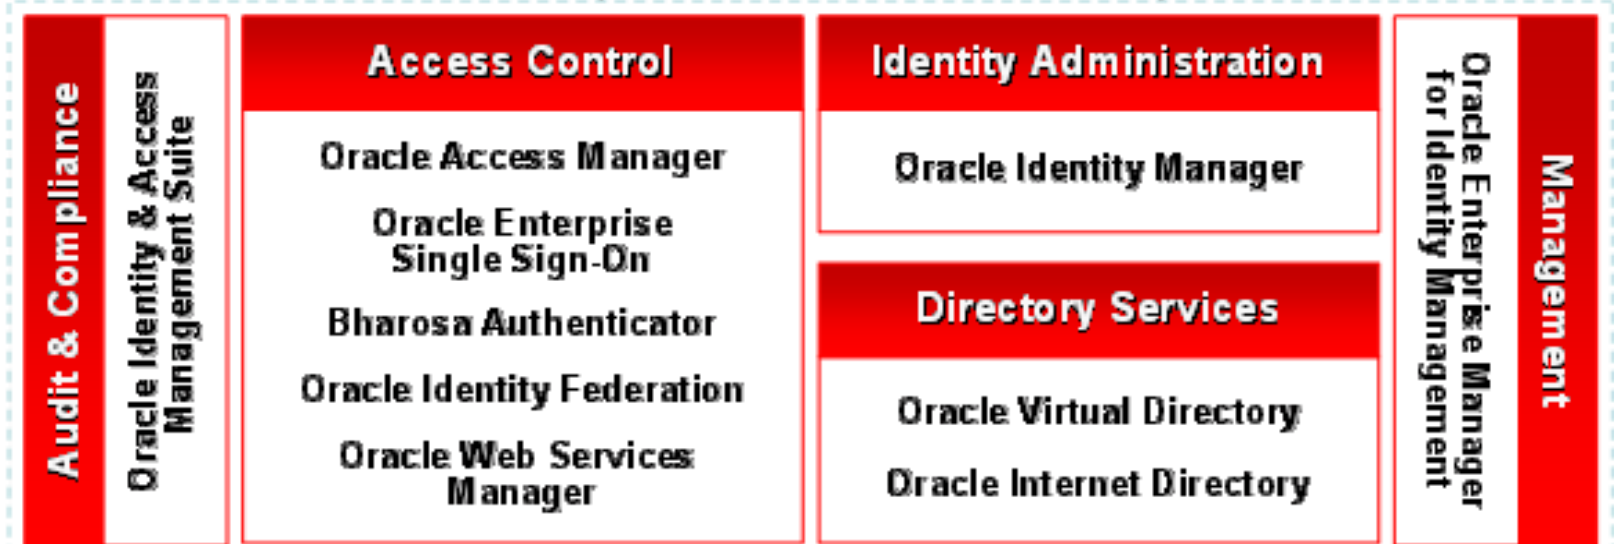 Audit & Compliance
Oracle Identity & Access
Management Suite
Access Control
Oracle Access Manager
Oracle Enterprise
Single Sign-On
Bharosa Authenticator
Oracle Identity Federation
Oracle Web Services
Manager
Identity Administration
Oracle Identity Manager
Directory Services
Oracle Virtual Directory
Oracle Internet Directory
Oracle Enterprise Manager
for Identity Management
Management